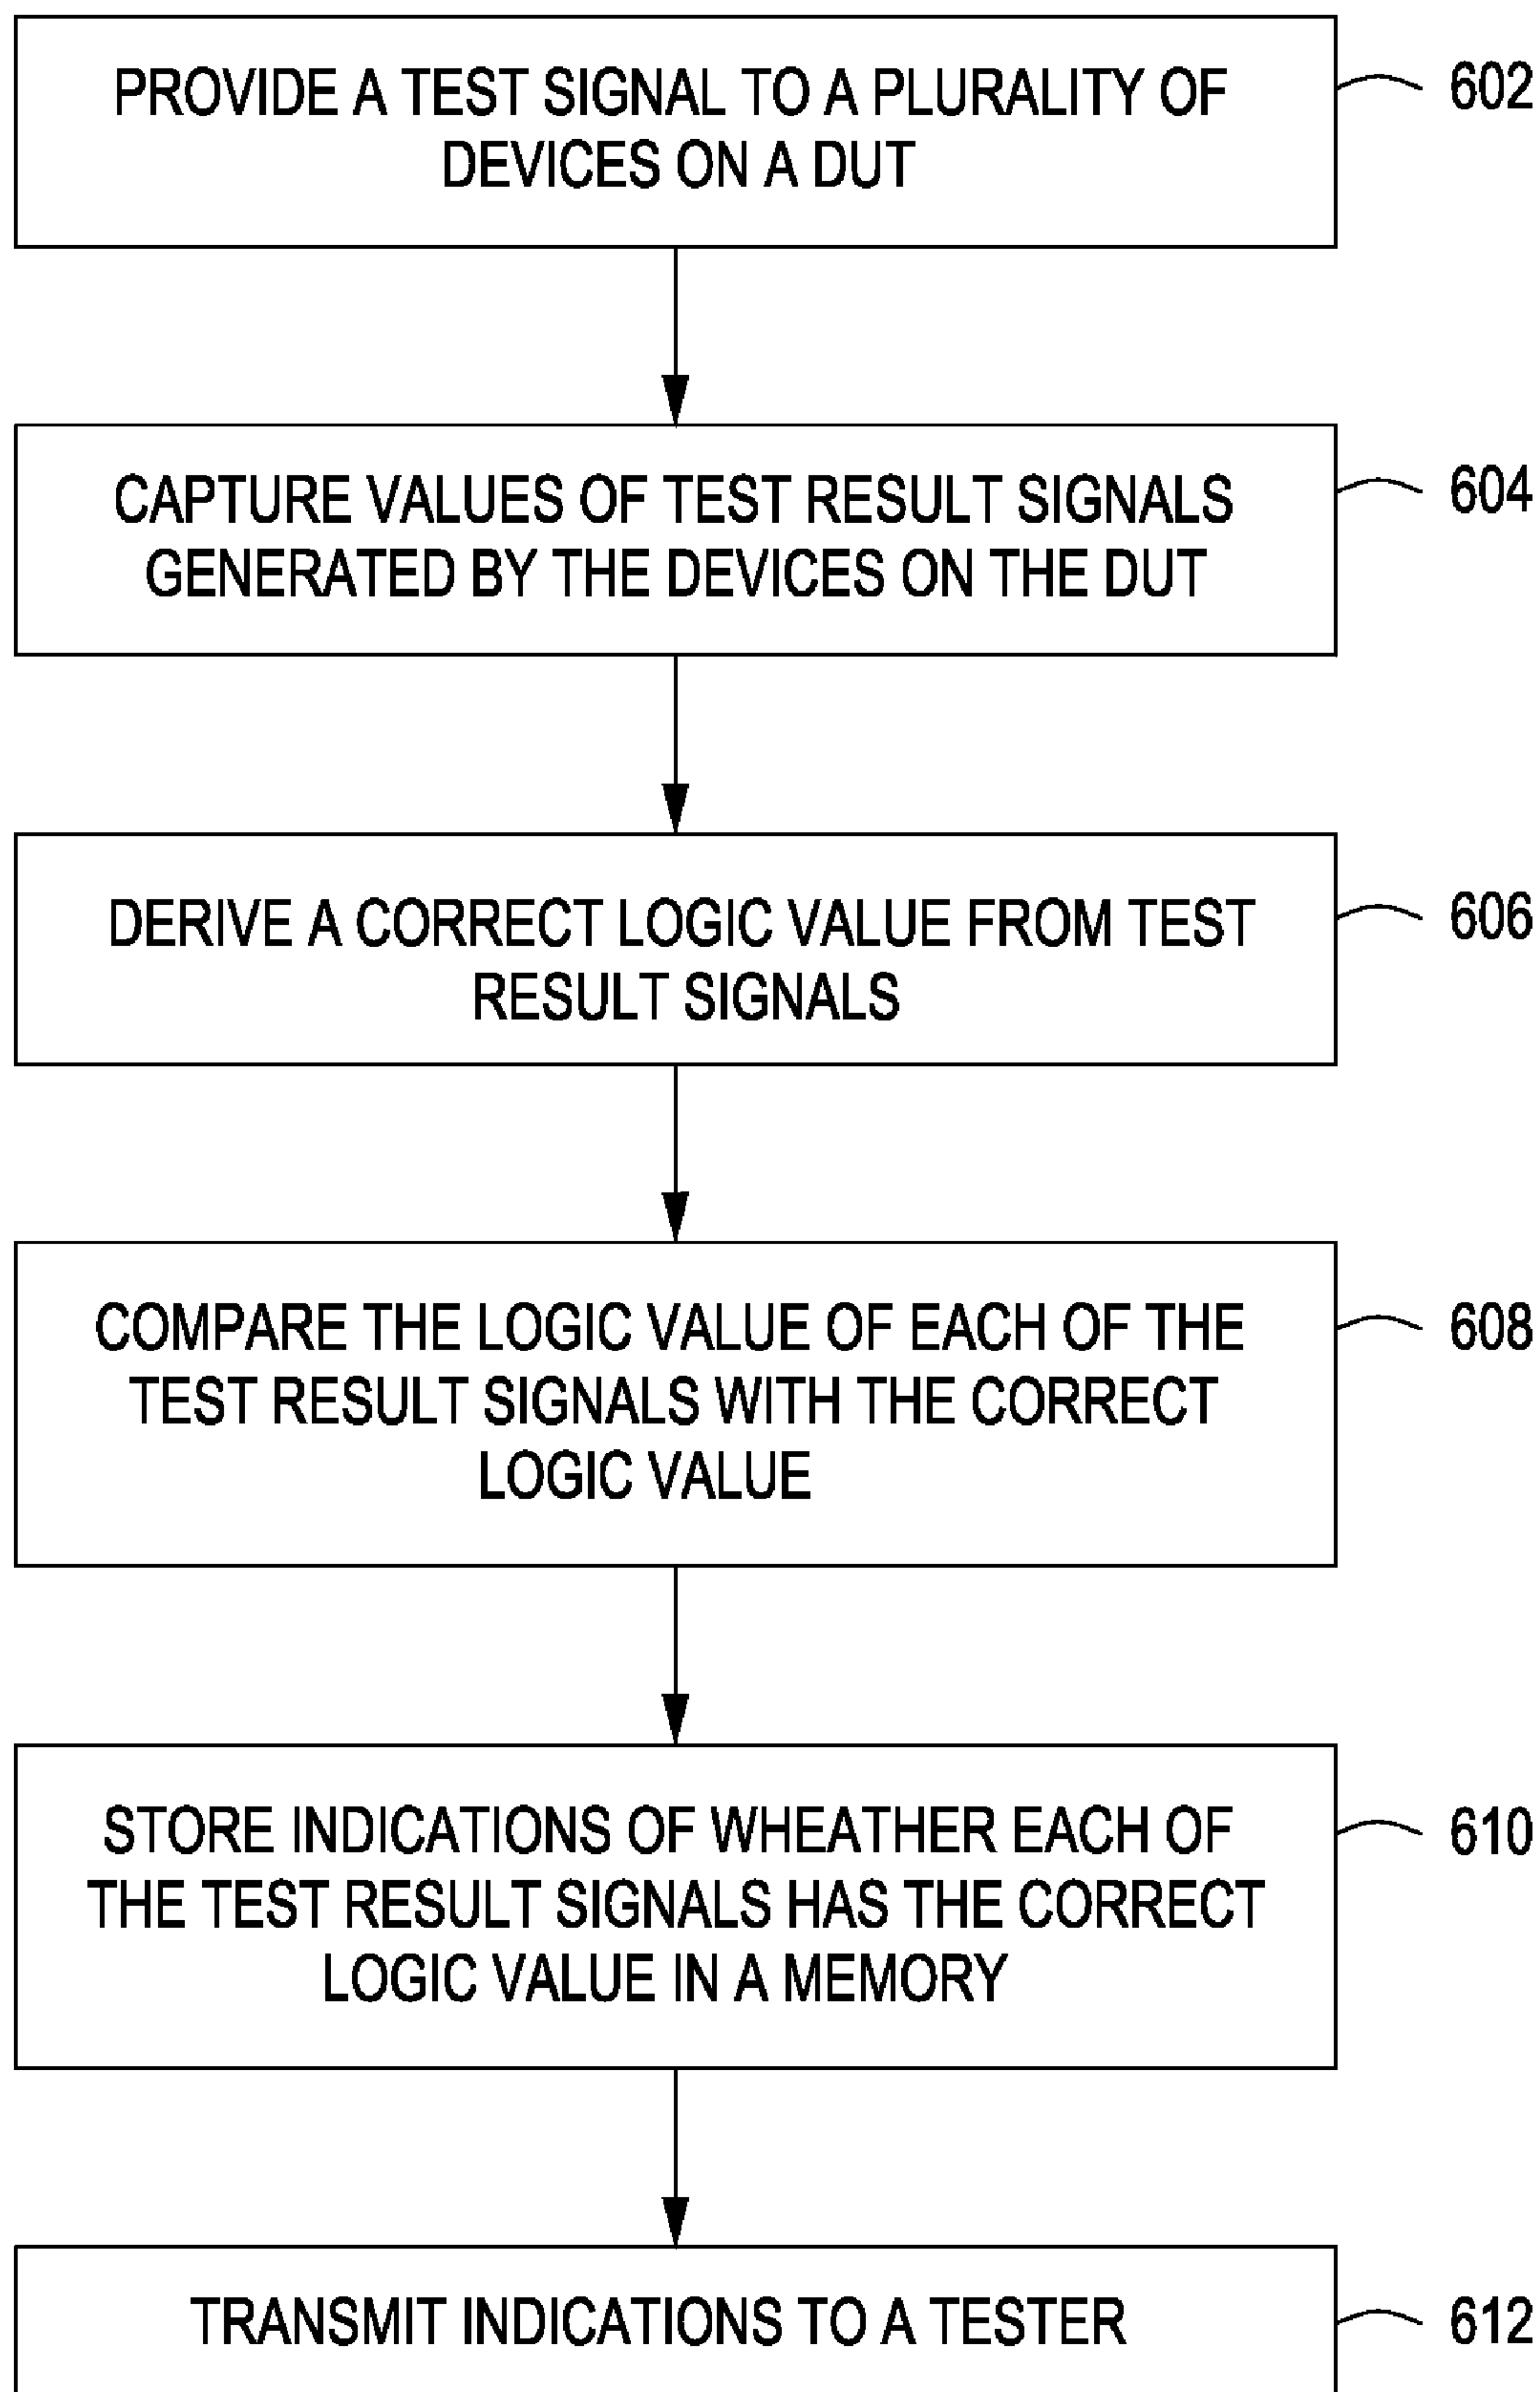 PROVIDE A TEST SIGNAL TO A PLURALITY OF
DEVICES ON A DUT
602
CAPTURE VALUES OF TEST RESULT SIGNALS
GENERATED BY THE DEVICES ON THE DUT
604
DERIVE A CORRECT LOGIC VALUE FROM TEST
RESULT SIGNALS
606
COMPARE THE LOGIC VALUE OF EACH OF THE
TEST RESULT SIGNALS WITH THE CORRECT
LOGIC VALUE
608
STORE INDICATIONS OF WHEATHER EACH OF
THE TEST RESULT SIGNALS HAS THE CORRECT
LOGIC VALUE IN A MEMORY
610
TRANSMIT INDICATIONS TO A TESTER
612